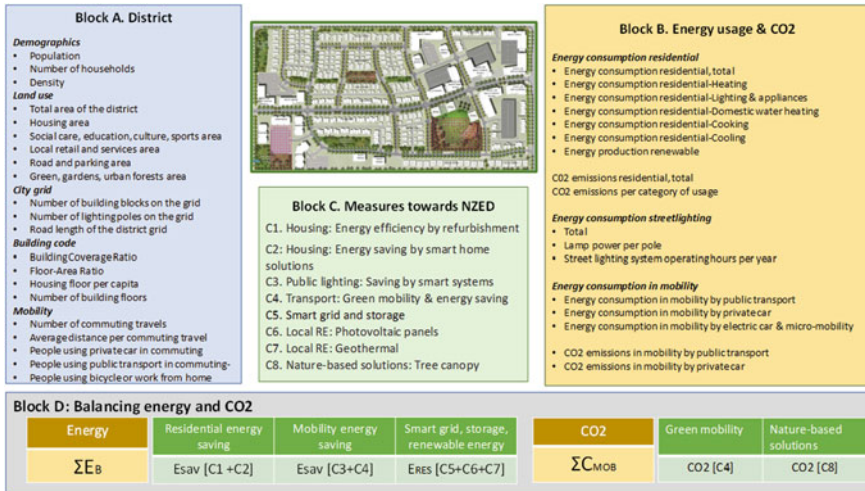 Block A. District
Demographics
• Population
• Number of households
• Density
Land use
• Total area of the district
• Housing area
• Social care, education, culture, sports area
• Local retail and services area
• Road and parking area
• Green, gardens, urban forests area
City grid
• Number of building blocks on the grid
• Number of lighting poles on the grid
• Road length of the district grid
Building code
• Building Coverage Ratio
• Floor-Area Ratio
• Housing floor per capita
• Number of building floors
Mobility
• Number of commuting travels
• Average distance per commuting travel
• People using private car in commuting
• People using public transport in commuting-
• People using bicycle or work from home
Block C. Measures towards NZED
C1. Housing: Energy efficiency by refurbishment
C2: Housing: Energy saving by smart home
solutions
C3. Public lighting: Saving by smart systems
C4. Transport: Green mobility & energy saving
C5. Smart grid and storage
C6. Local RE: Photovoltaic panels
C7. Local RE: Geothermal
C8. Nature-based solutions: Tree canopy
Block B. Energy usage & CO2
Energy consumption residential
• Energy consumption residential, total
• Energy consumption residential-Heating
• Energy consumption residential-Lighting & appliances
• Energy consumption residential-Domestic water heating
• Energy consumption residential-Cooking
• Energy consumption residential-Cooling
• Energy production renewable
C02 emissions residential, total
CO2 emissions per category of usage
Energy consumption streetlighting
• Total
• Lamp power per pole
• Street lighting system operating hours per year
Energy consumption in mobility
• Energy consumption in mobility by public transport
• Energy consumption in mobility by private car
• Energy consumption in mobility by electric car & micro-mobility
• CO2 emissions in mobility by public transport
• CO2 emissions in mobility by private car
Block D: Balancing energy and CO2
Energy
ΣEB
Residential energy
saving
Esav [C1 +C2]
Mobility energy
saving
Esav [C3+C4]
Smart grid, storage,
renewable energy
ERES [C5+C6+C7]
CO2
ΣCMOB
Green mobility
CO2 [C4]
Nature-based
solutions
CO2 [C8]